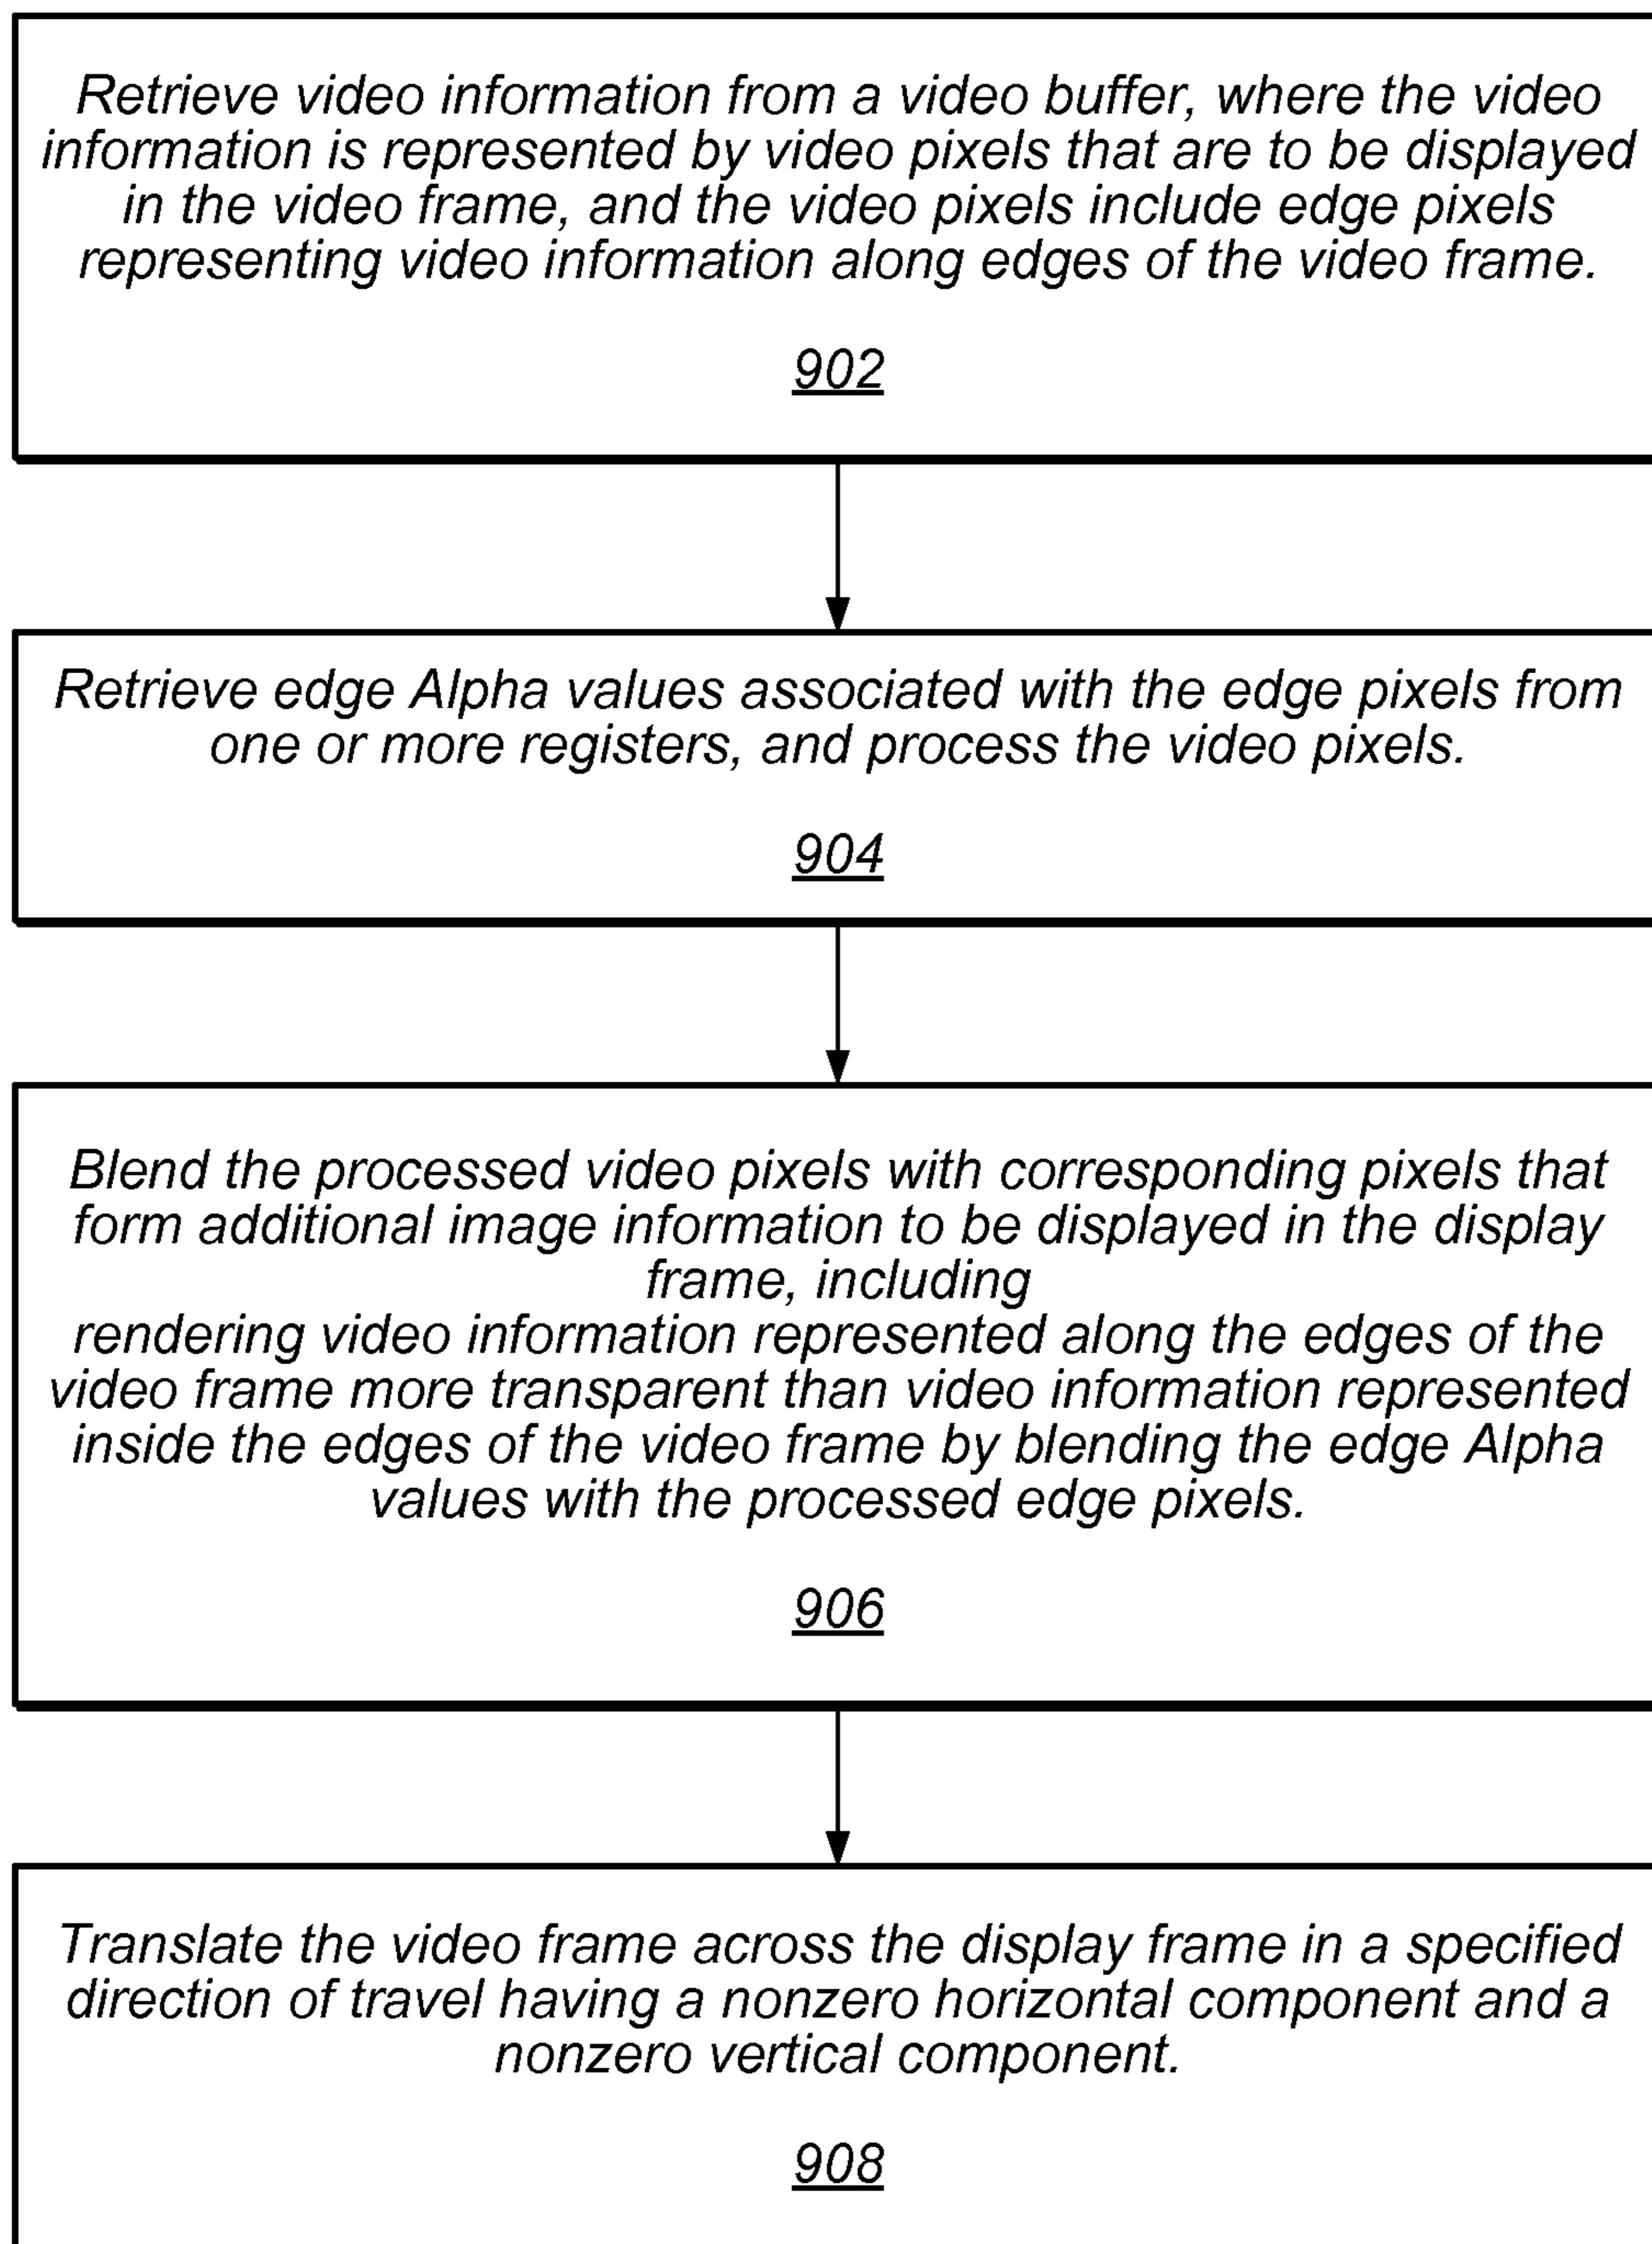 Retrieve video information from a video buffer, where the video
information is represented by video pixels that are to be displayed
in the video frame, and the video pixels include edge pixels
representing video information along edges of the video frame.
902
Retrieve edge Alpha values associated with the edge pixels from
one or more registers, and process the video pixels.
904
Blend the processed video pixels with corresponding pixels that
form additional image information to be displayed in the display
frame, including
rendering video information represented along the edges of the
video frame more transparent than video information represented
inside the edges of the video frame by blending the edge Alpha
values with the processed edge pixels.
906
Translate the video frame across the display frame in a specified
direction of travel having a nonzero horizontal component and a
nonzero vertical component.
908